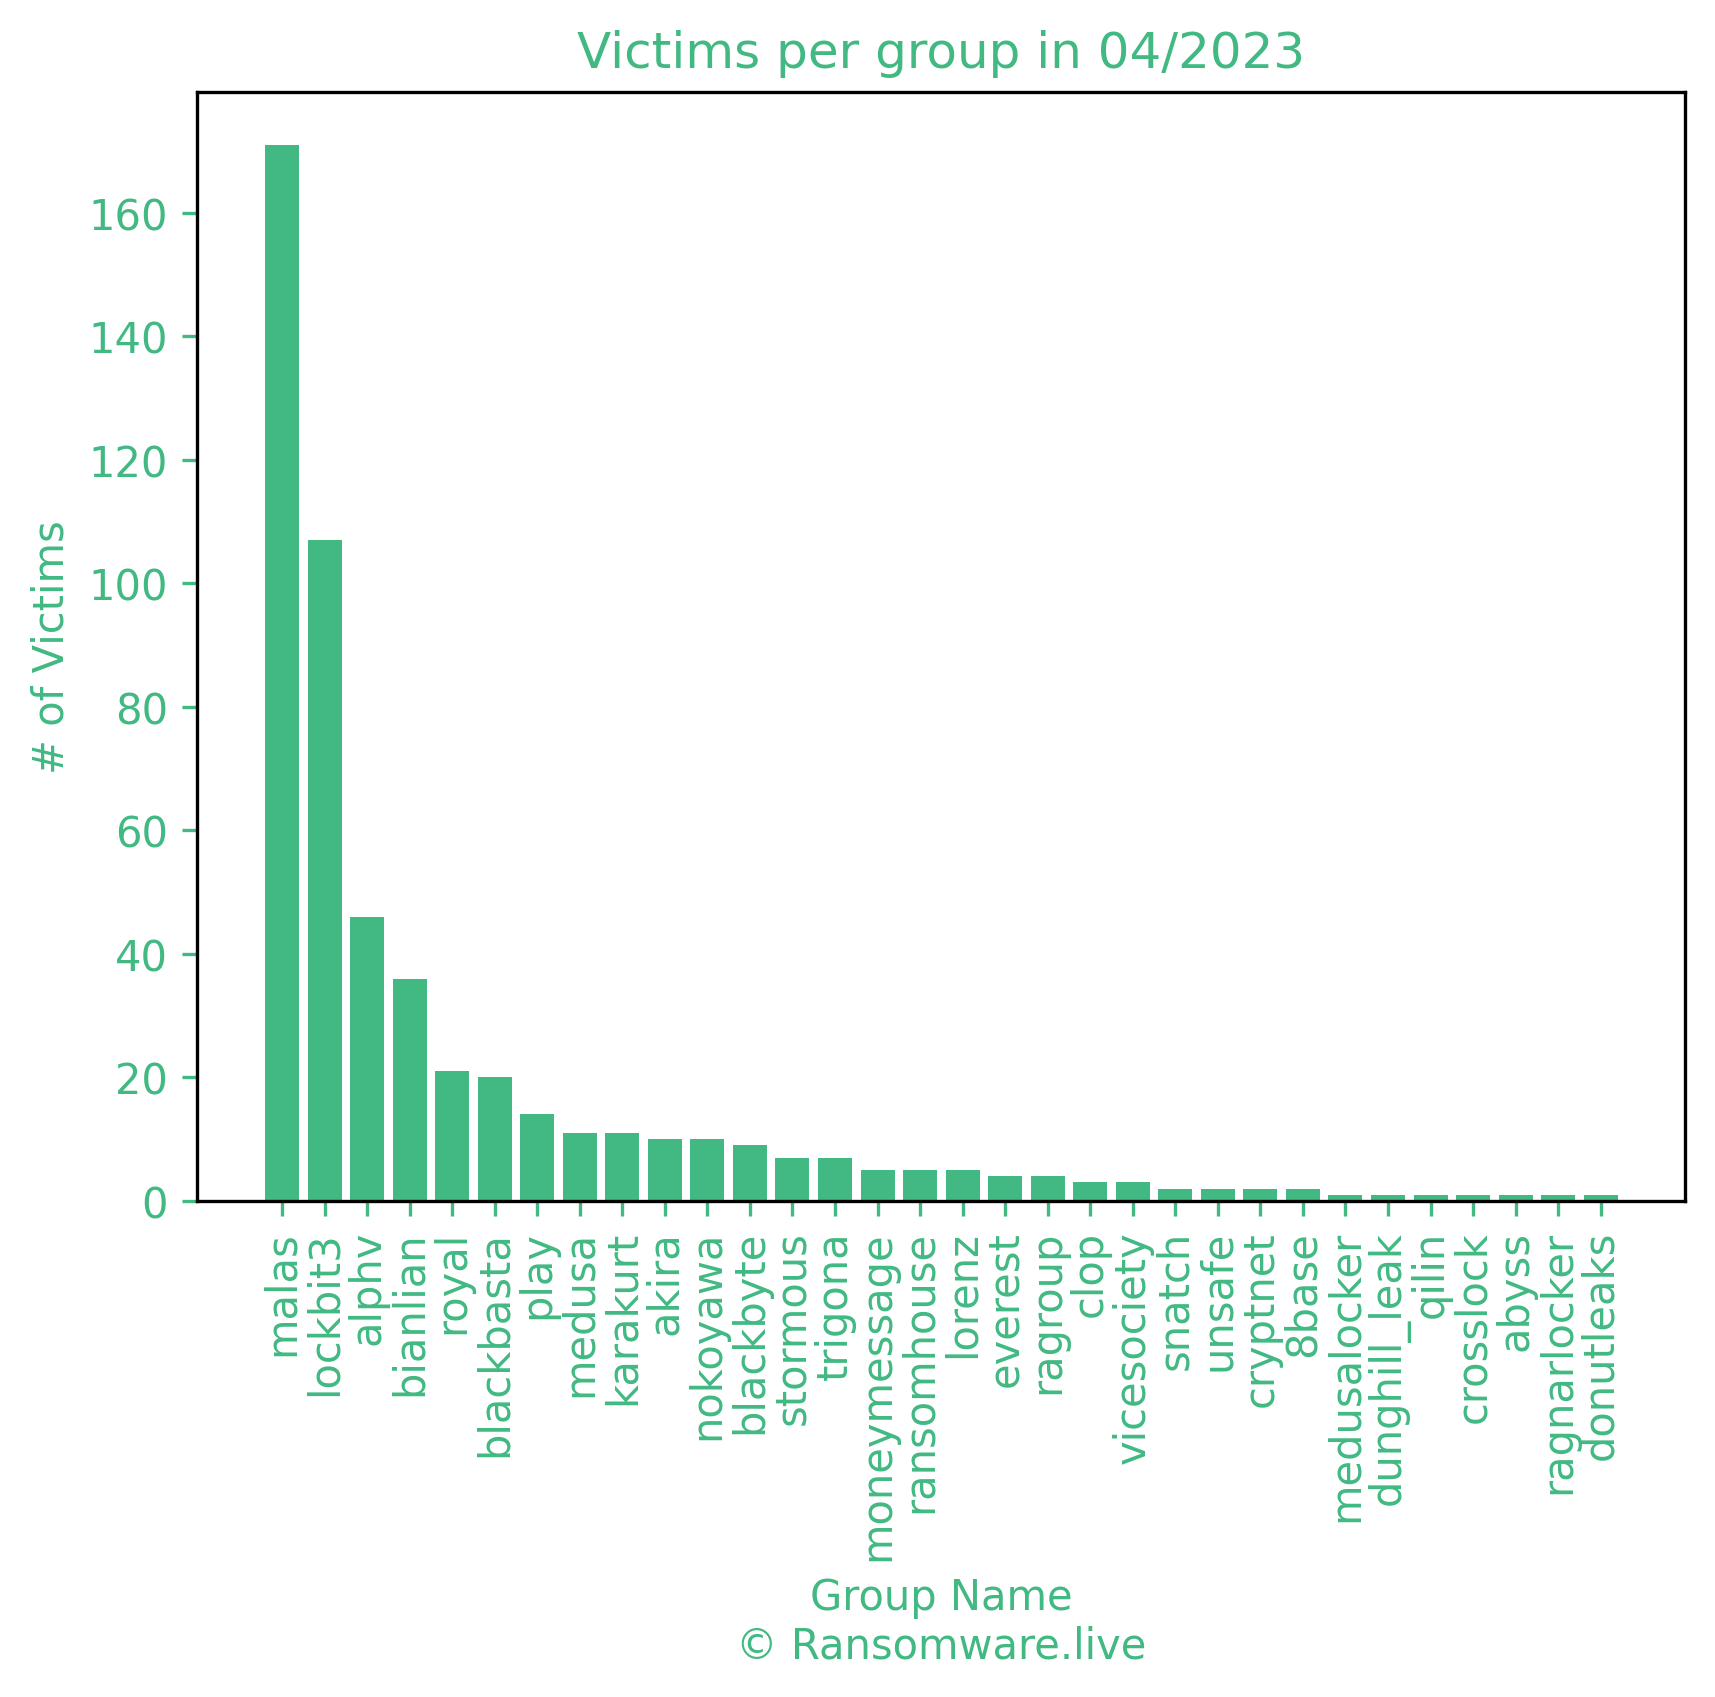 Victims per group in 04/2023
# of Victims
160
140
120
100
80
60
40
20
0
malas
lockbit3
alphv
bianlian
royal
blackbasta
play
medusa
karakurt
akira
nokoyawa
blackbyte
stormous
trigona
moneymessage
ransomhouse
lorenz
everest
ragroup
clop
vicesociety
snatch
unsafe
cryptnet
8base
medusalocker
dunghill_leak
qilin
crosslock
abyss
ragnarlocker
donutleaks
Group Name
© Ransomware.live